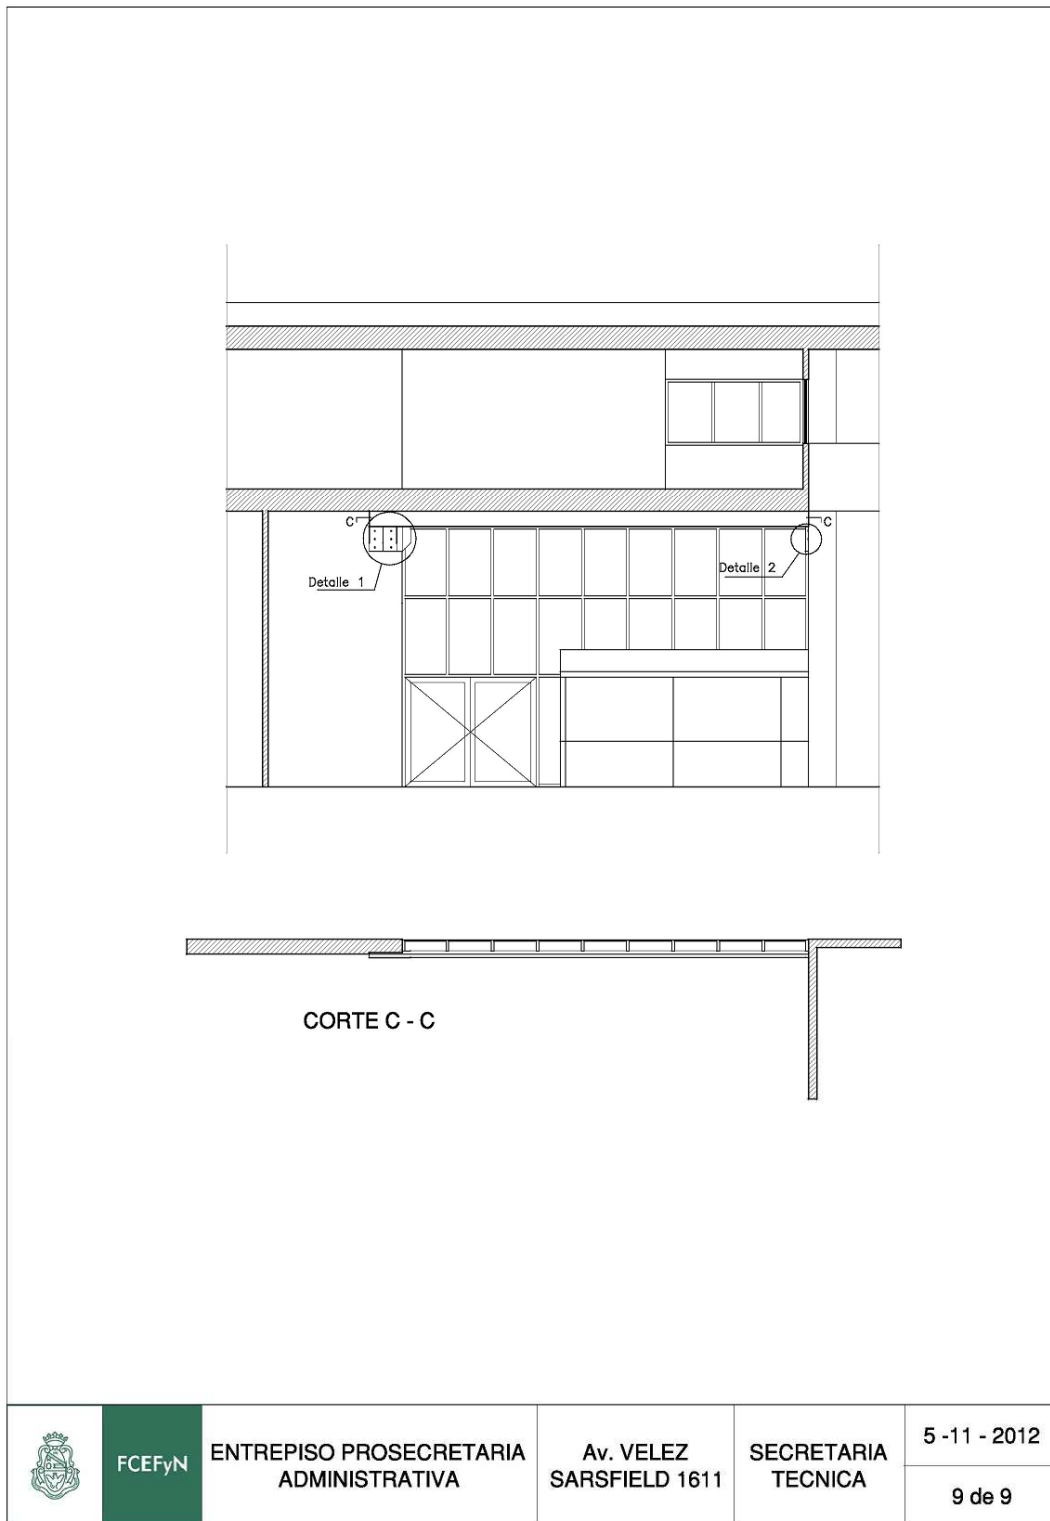 C
C
Detalle 1
Detalle 2
CORTE C - C
FCEFyN
ENTREPISO PROSECRETARIA
ADMINISTRATIVA
Av. VELEZ
SARSFIELD 1611
SECRETARIA
TECNICA
5 -11 - 2012
9 de 9